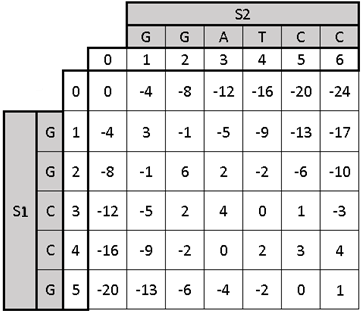 S2
G G A T C C
0 1 2 3 4 5 6
0 0 -4 -8 -12 -16 -20 -24
G 1 -4 3 -1 -5 -9 -13 -17
G 2 -8 -1 6 2 -2 -6 -10
S1 C 3 -12 -5 2 4 0 1 -3
C 4 -16 -9 -2 0 2 3 4
G 5 -20 -13 -6 -4 -2 0 1